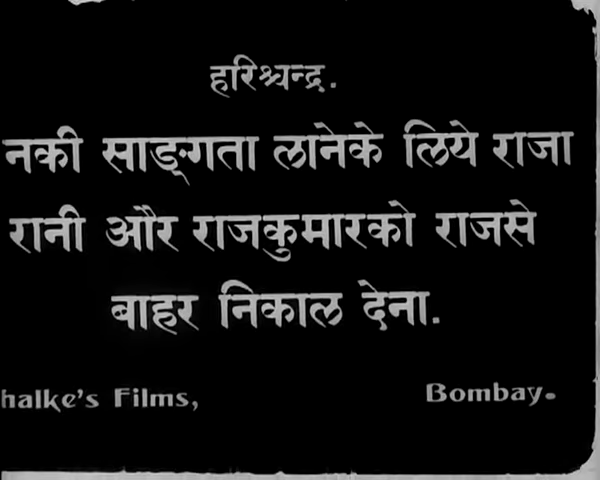 हरिश्चन्द्र.
नकी साङ्गता लानेके लिये राजा
रानी और राजकुमारको राजसे
बाहर निकाल देना.
halke's Films, Bombay.